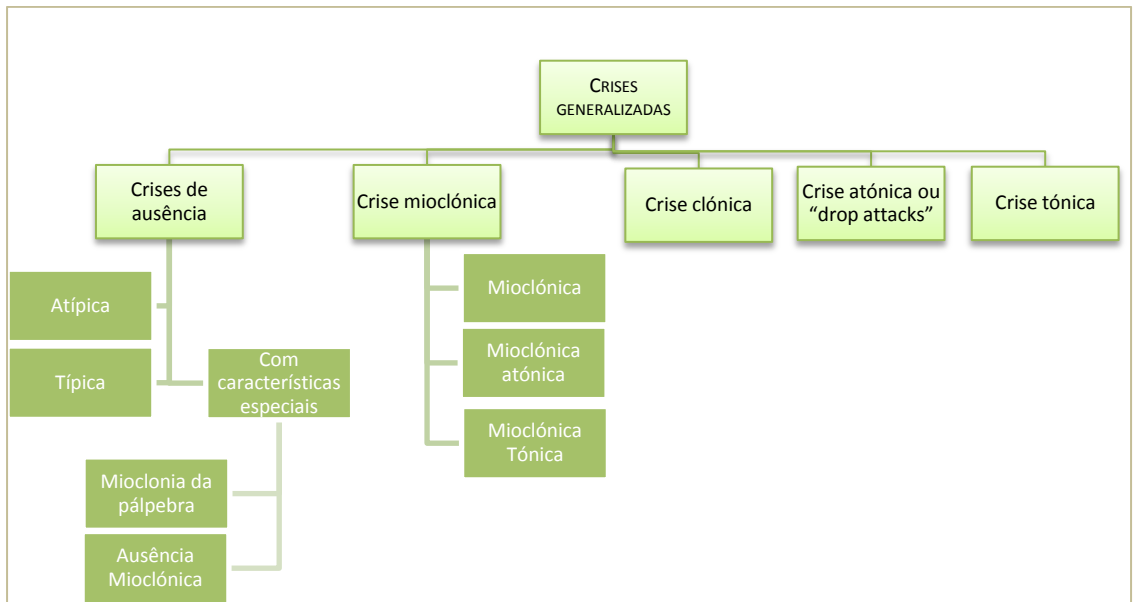 CRISES
GENERALIZADAS
Crises de
ausência
Crise mioclónica
Crise clónica
Crise atónica ou
“drop attacks”
Crise tónica
Atípica
Típica
Com
características
especiais
Mioclonia da
pálpebra
Ausência
Mioclónica
Mioclónica
Mioclónica
atónica
Mioclónica
Tónica